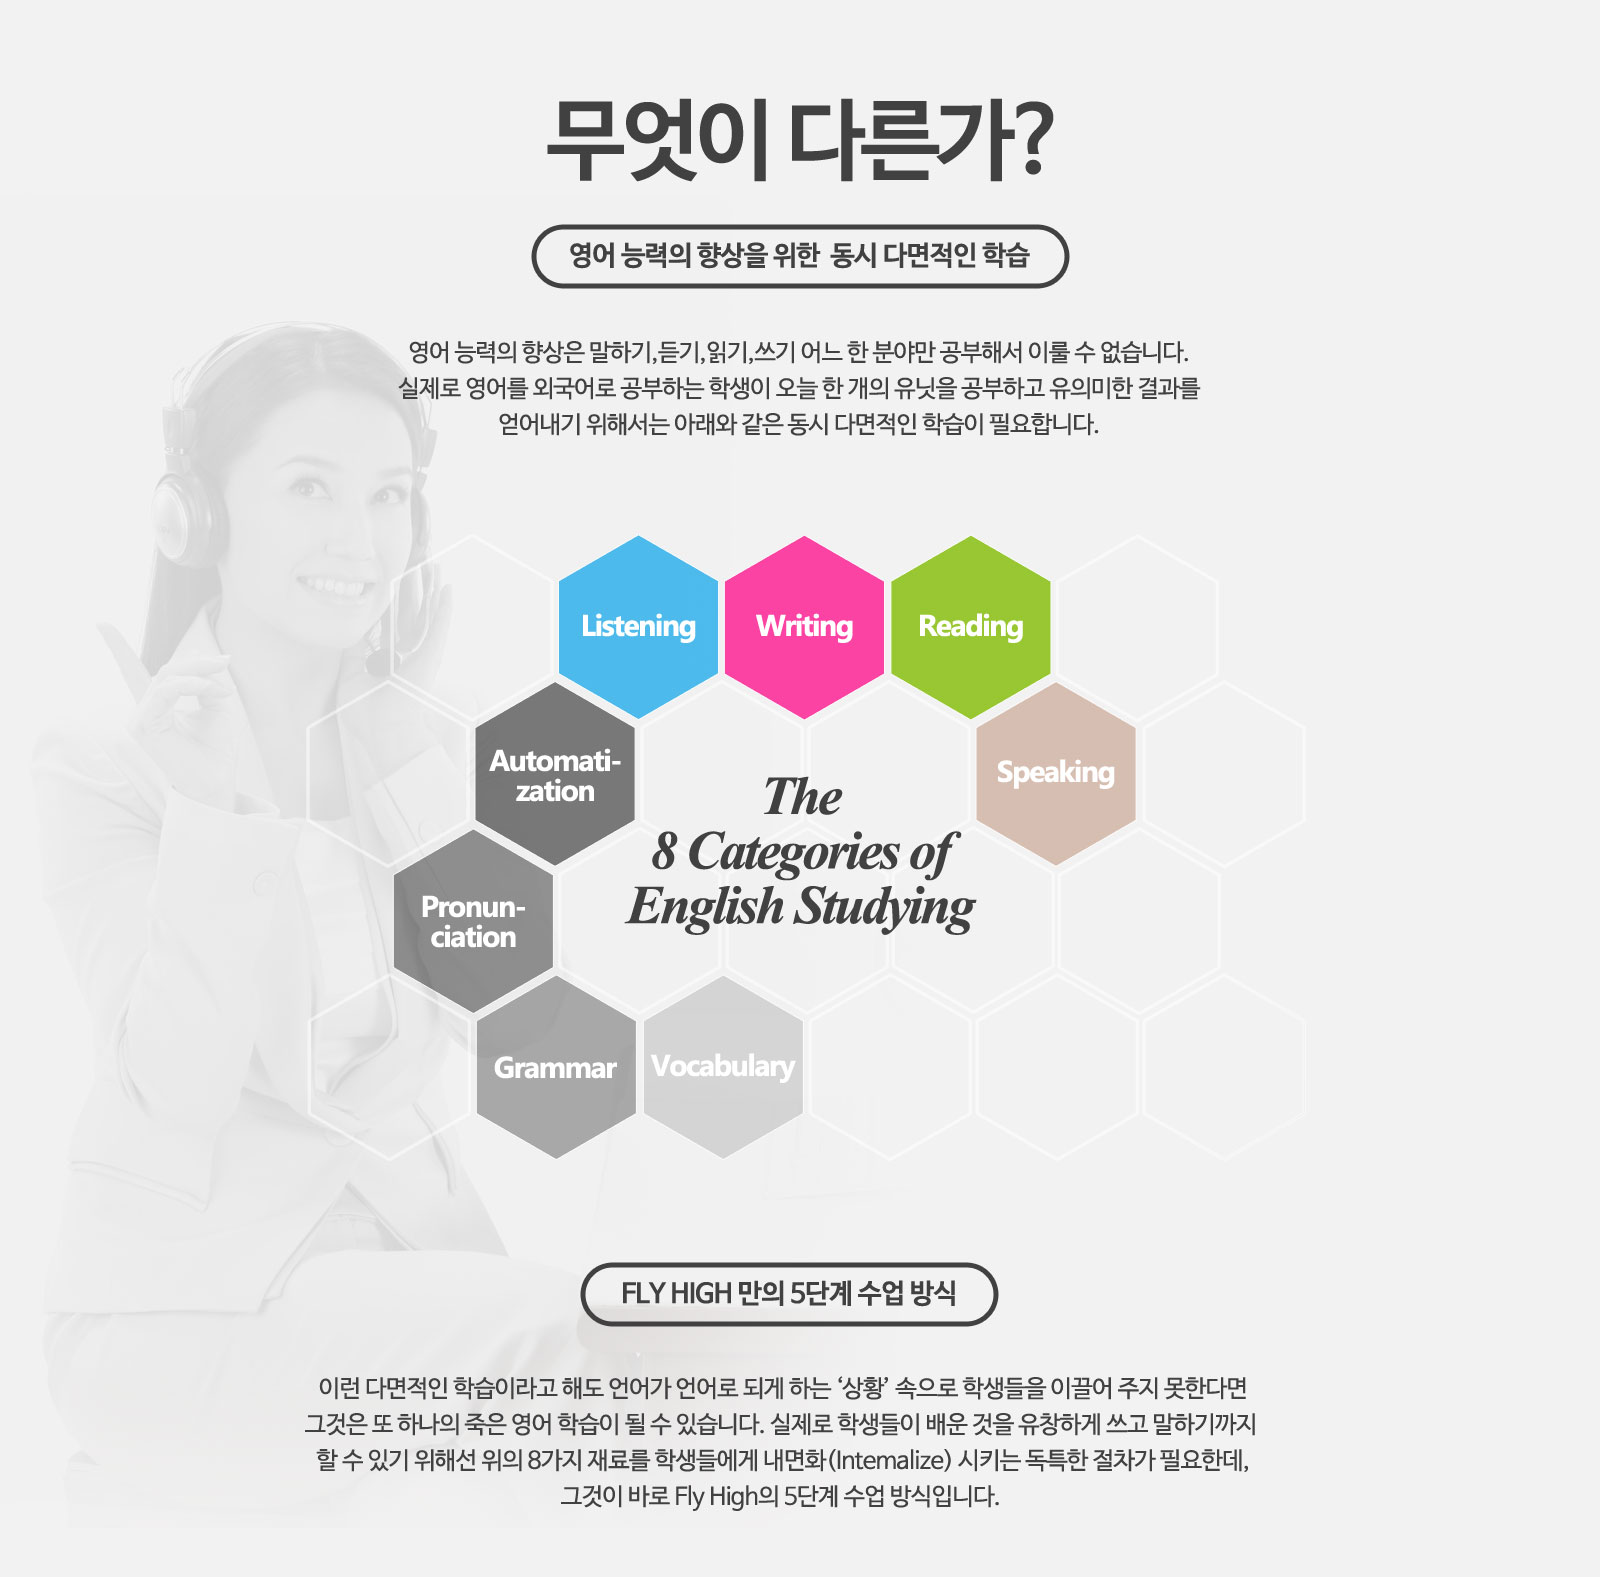 무엇이 다른가?
영어 능력의 향상을 위한 동시 다면적인 학습
영어 능력의 향상은 말하기,듣기,읽기,쓰기 어느 한 분야만 공부해서 이룰 수 없습니다.
실제로 영어를 외국어로 공부하는 학생이 오늘 한 개의 유닛을 공부하고 유의미한 결과를
얻어내기 위해서는 아래와 같은 동시 다면적인 학습이 필요합니다.
Listening
Writing
Reading
Automati-
zation
Speaking
The
8 Categories of
English Studying
Pronun-
ciation
Grammar
Vocabulary
FLY HIGH 만의 5단계 수업 방식
이런 다면적인 학습이라고 해도 언어가 언어로 되게 하는 ‘상황’ 속으로 학생들을 이끌어 주지 못한다면
그것은 또 하나의 죽은 영어 학습이 될 수 있습니다. 실제로 학생들이 배운 것을 유창하게 쓰고 말하기까지
할 수 있기 위해선 위의 8가지 재료를 학생들에게 내면화(Intemalize) 시키는 독특한 절차가 필요한데,
그것이 바로 Fly High의 5단계 수업 방식입니다.